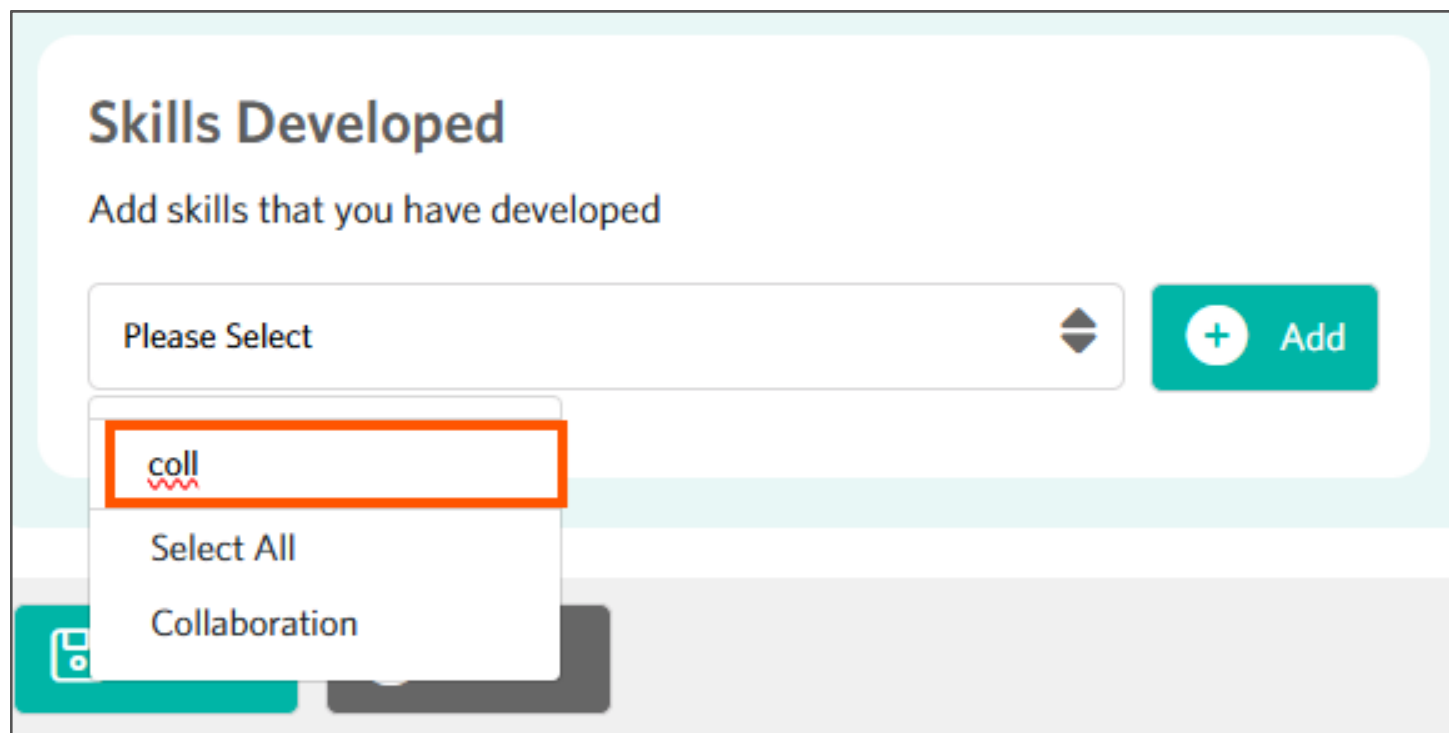 Skills Developed
Add skills that you have developed
Please Select
Add
coll
Select All
Collaboration